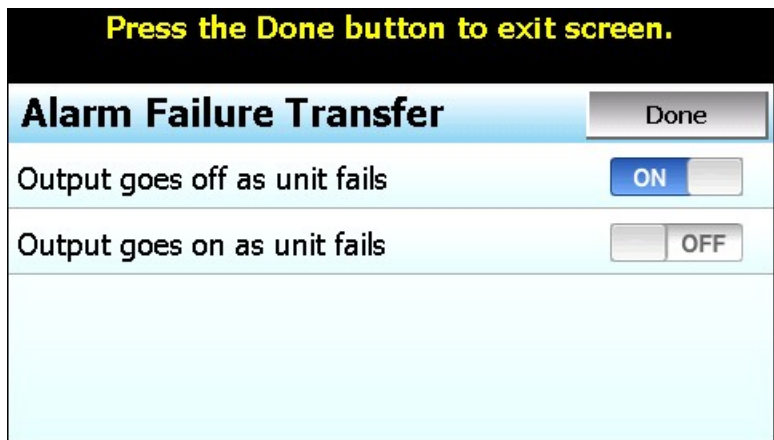 Press the Done button to exit screen.
Alarm Failure Transfer
Done
Output goes off as unit fails
ON
Output goes on as unit fails
OFF